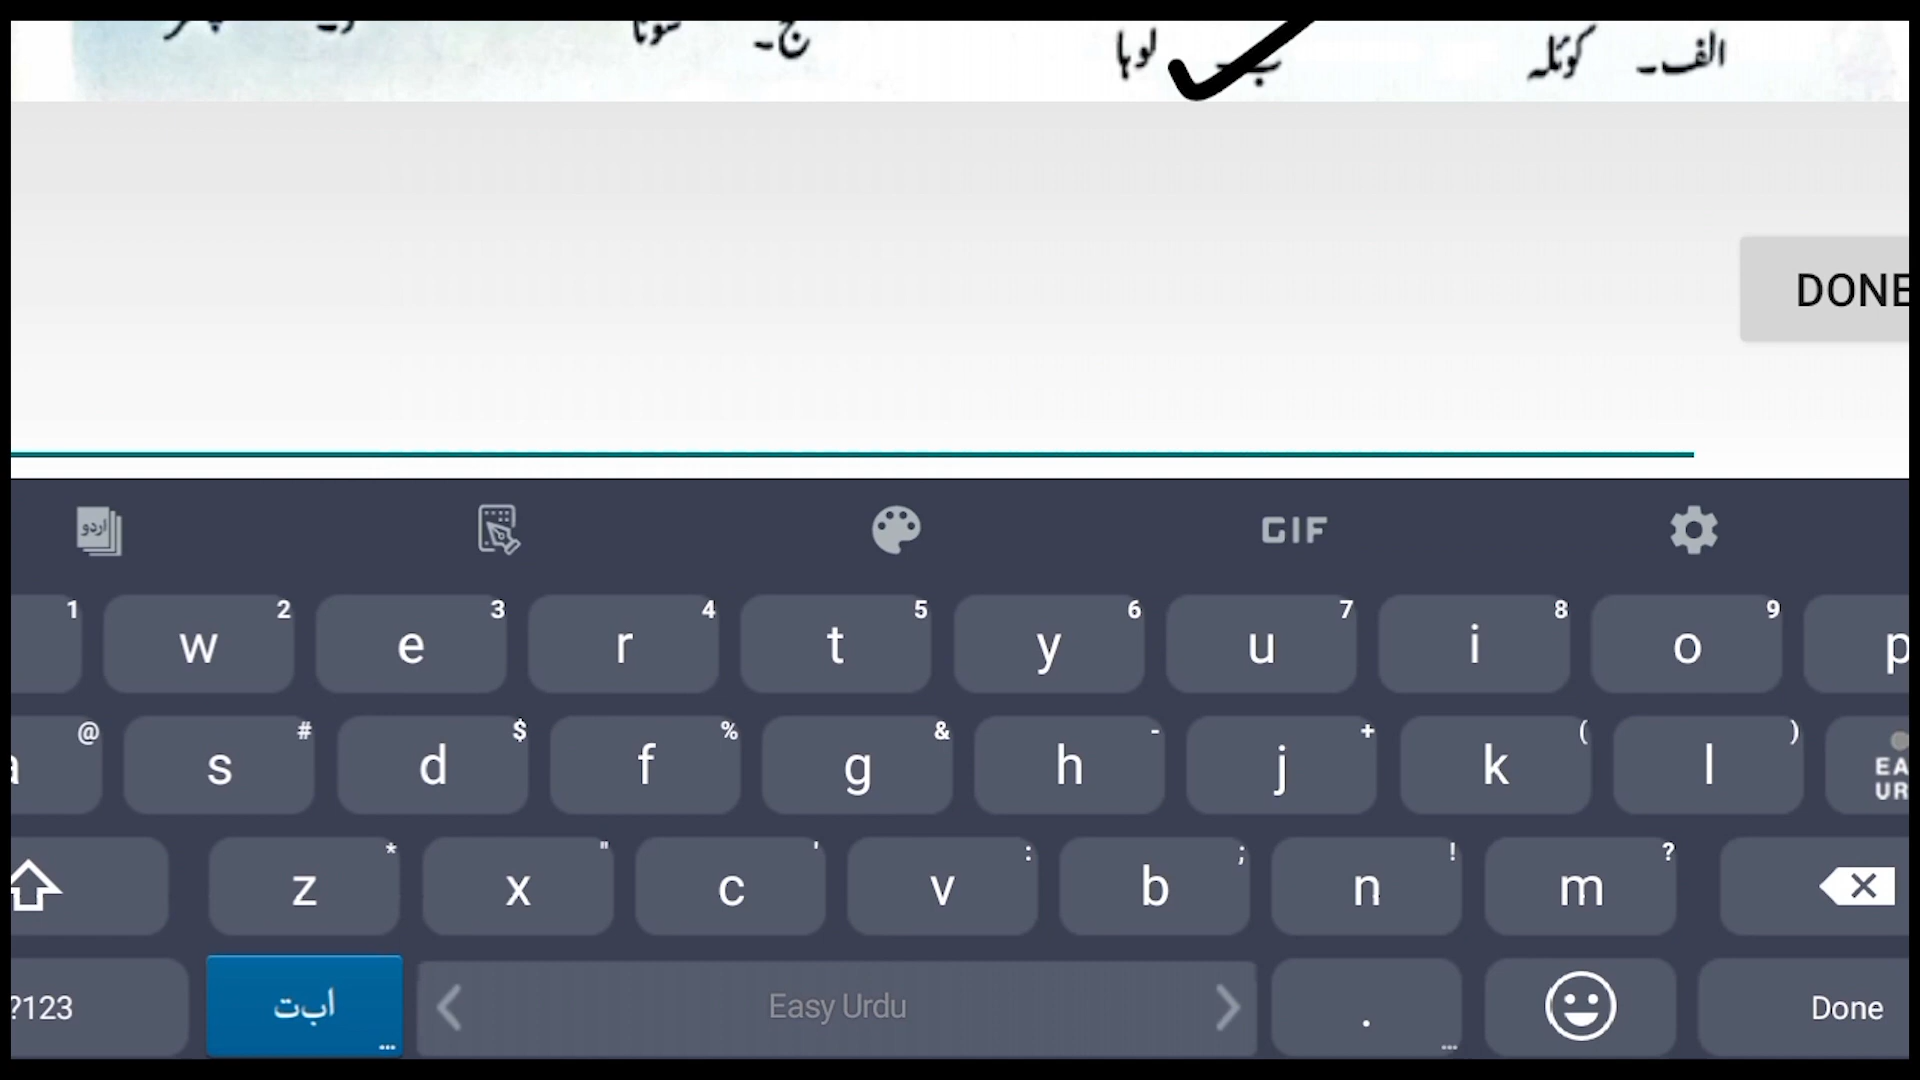 الف۔ کوئلہ ب۔ لوہا ج۔ سونا
DONE
اردو GIF
1 w 2 e 3 r 4 t 5 y 6 u 7 i 8 o 9 p
a @ s # d $ f % g & h - j + k ( l )
z * x " c ' v : b ; n ! m ?
?123 ا ب ت ... Easy Urdu . ... Done